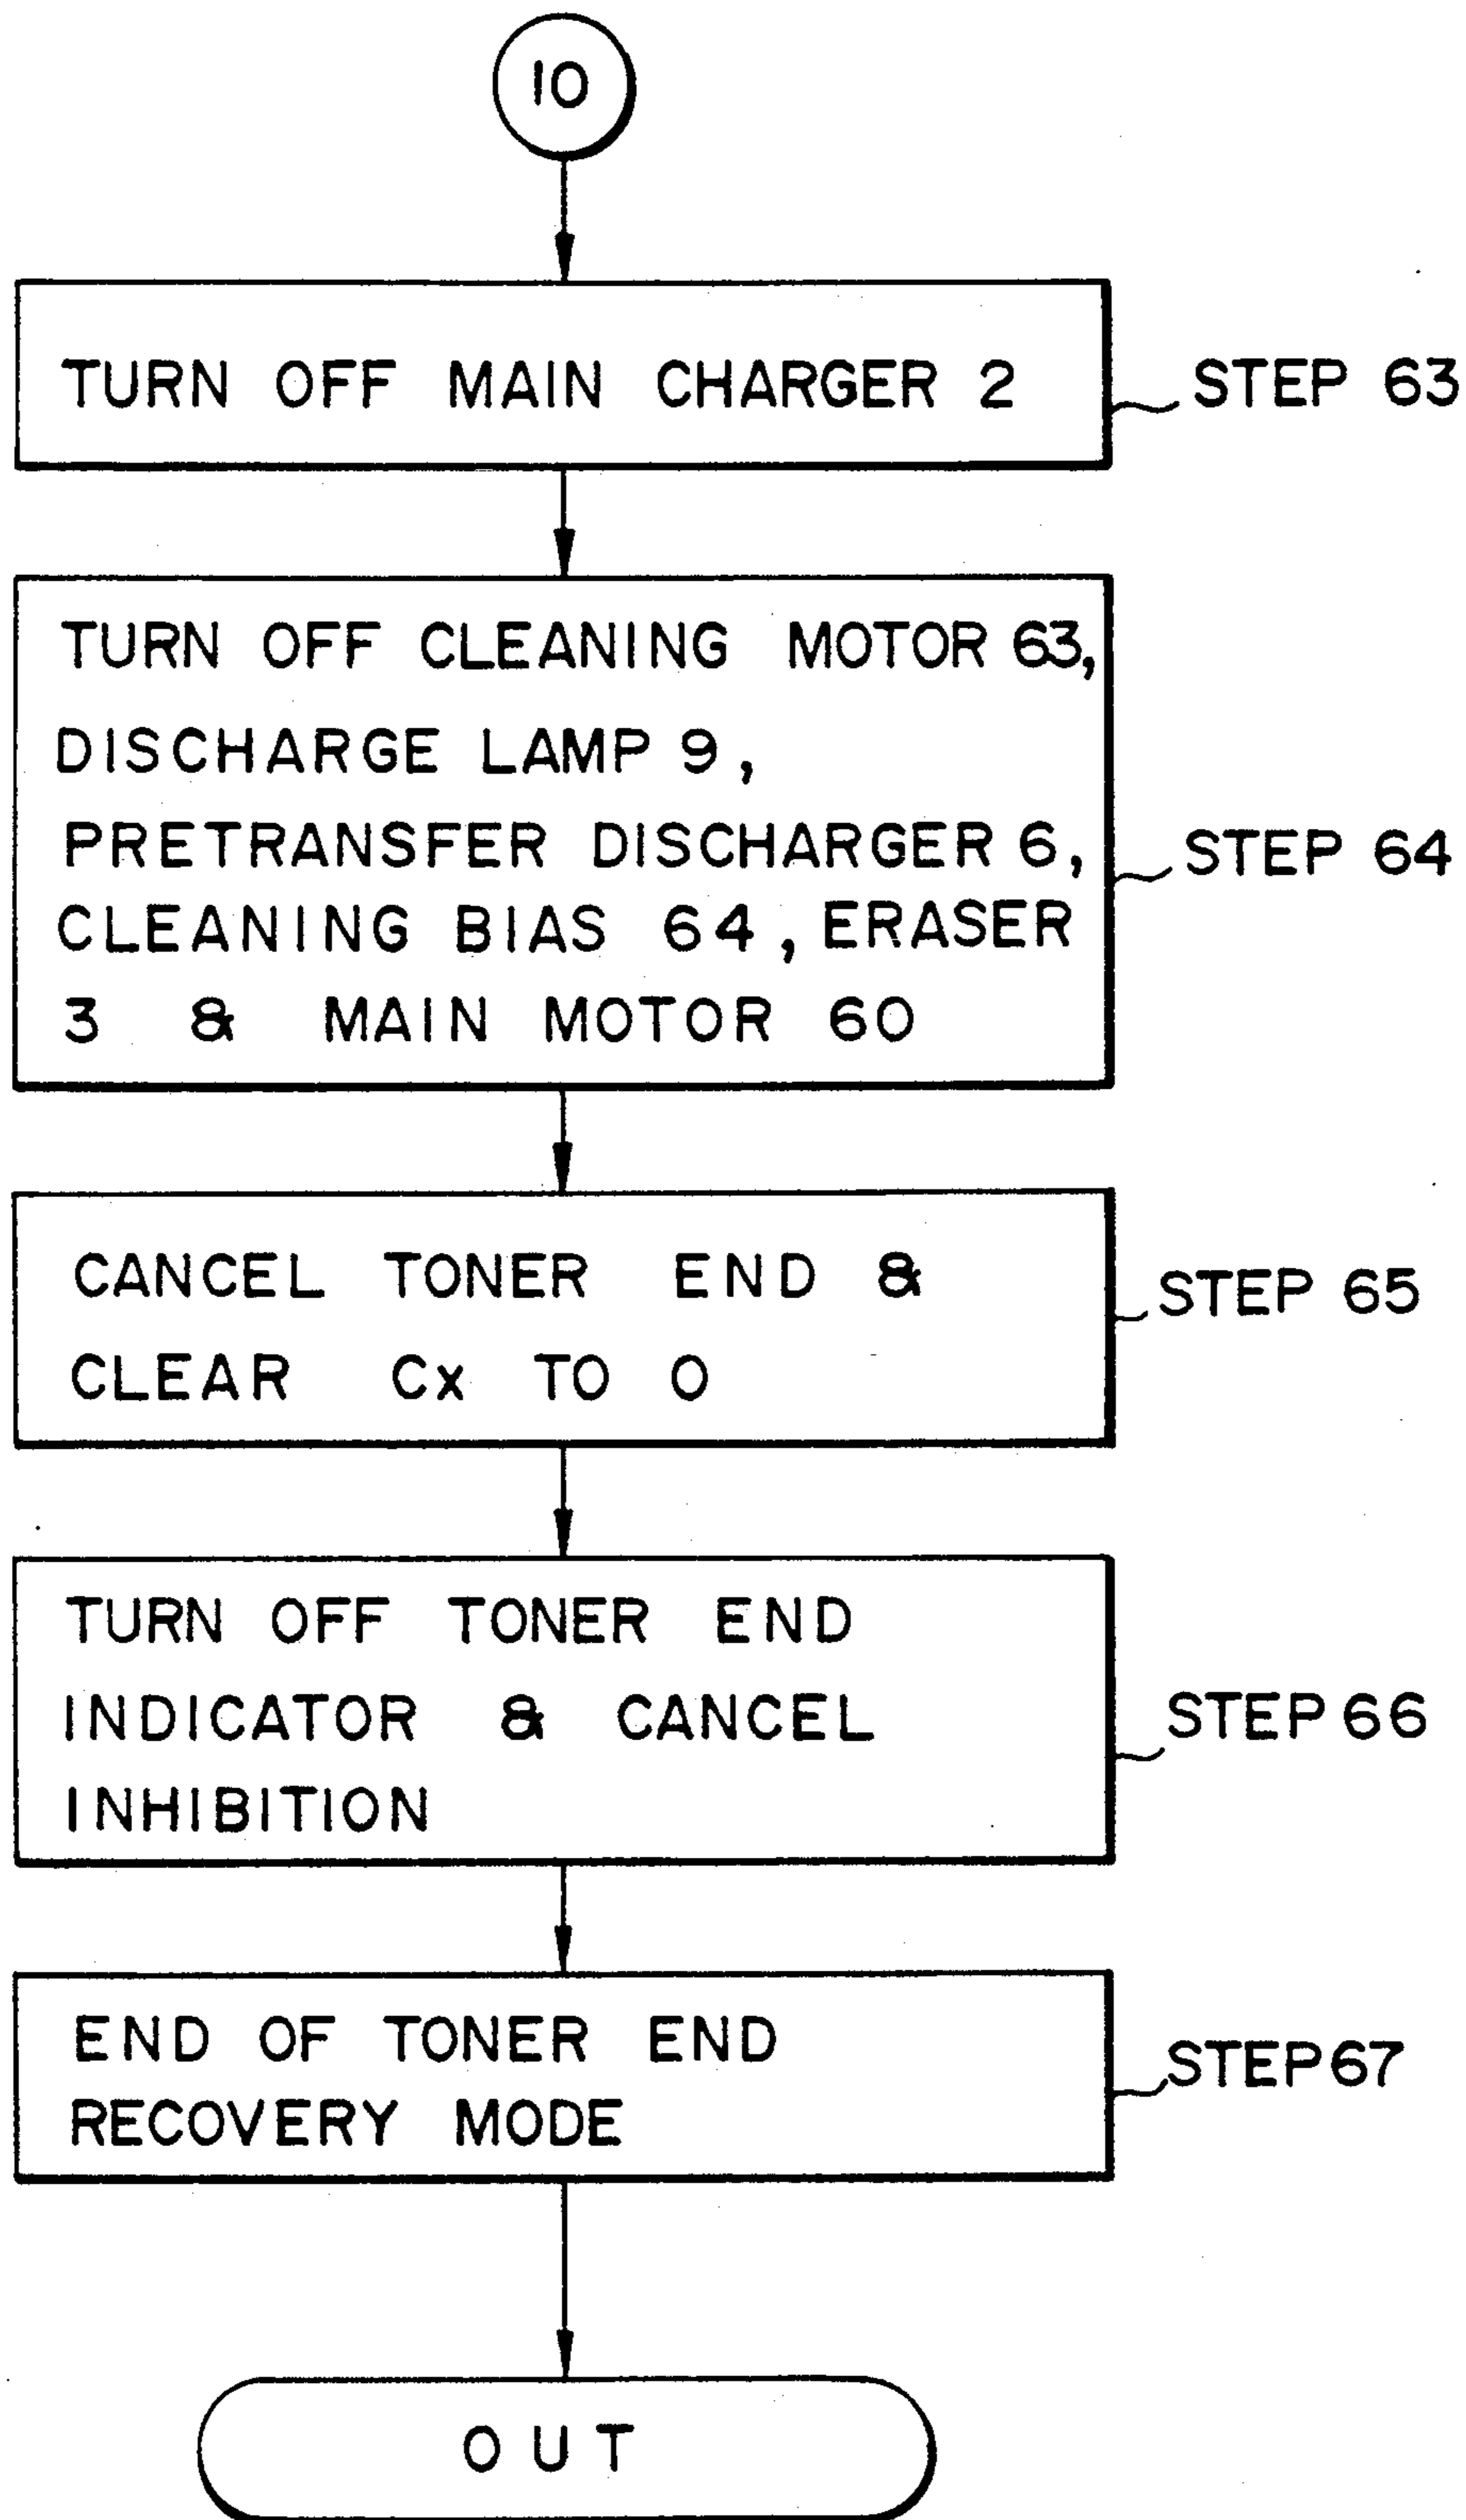 10
TURN OFF MAIN CHARGER 2
STEP 63
TURN OFF CLEANING MOTOR 63,
DISCHARGE LAMP 9,
PRETRANSFER DISCHARGER 6,
CLEANING BIAS 64, ERASER
3 & MAIN MOTOR 60
STEP 64
CANCEL TONER END &
CLEAR Cx TO 0
STEP 65
TURN OFF TONER END
INDICATOR & CANCEL
INHIBITION
STEP 66
END OF TONER END
RECOVERY MODE
STEP 67
OUT